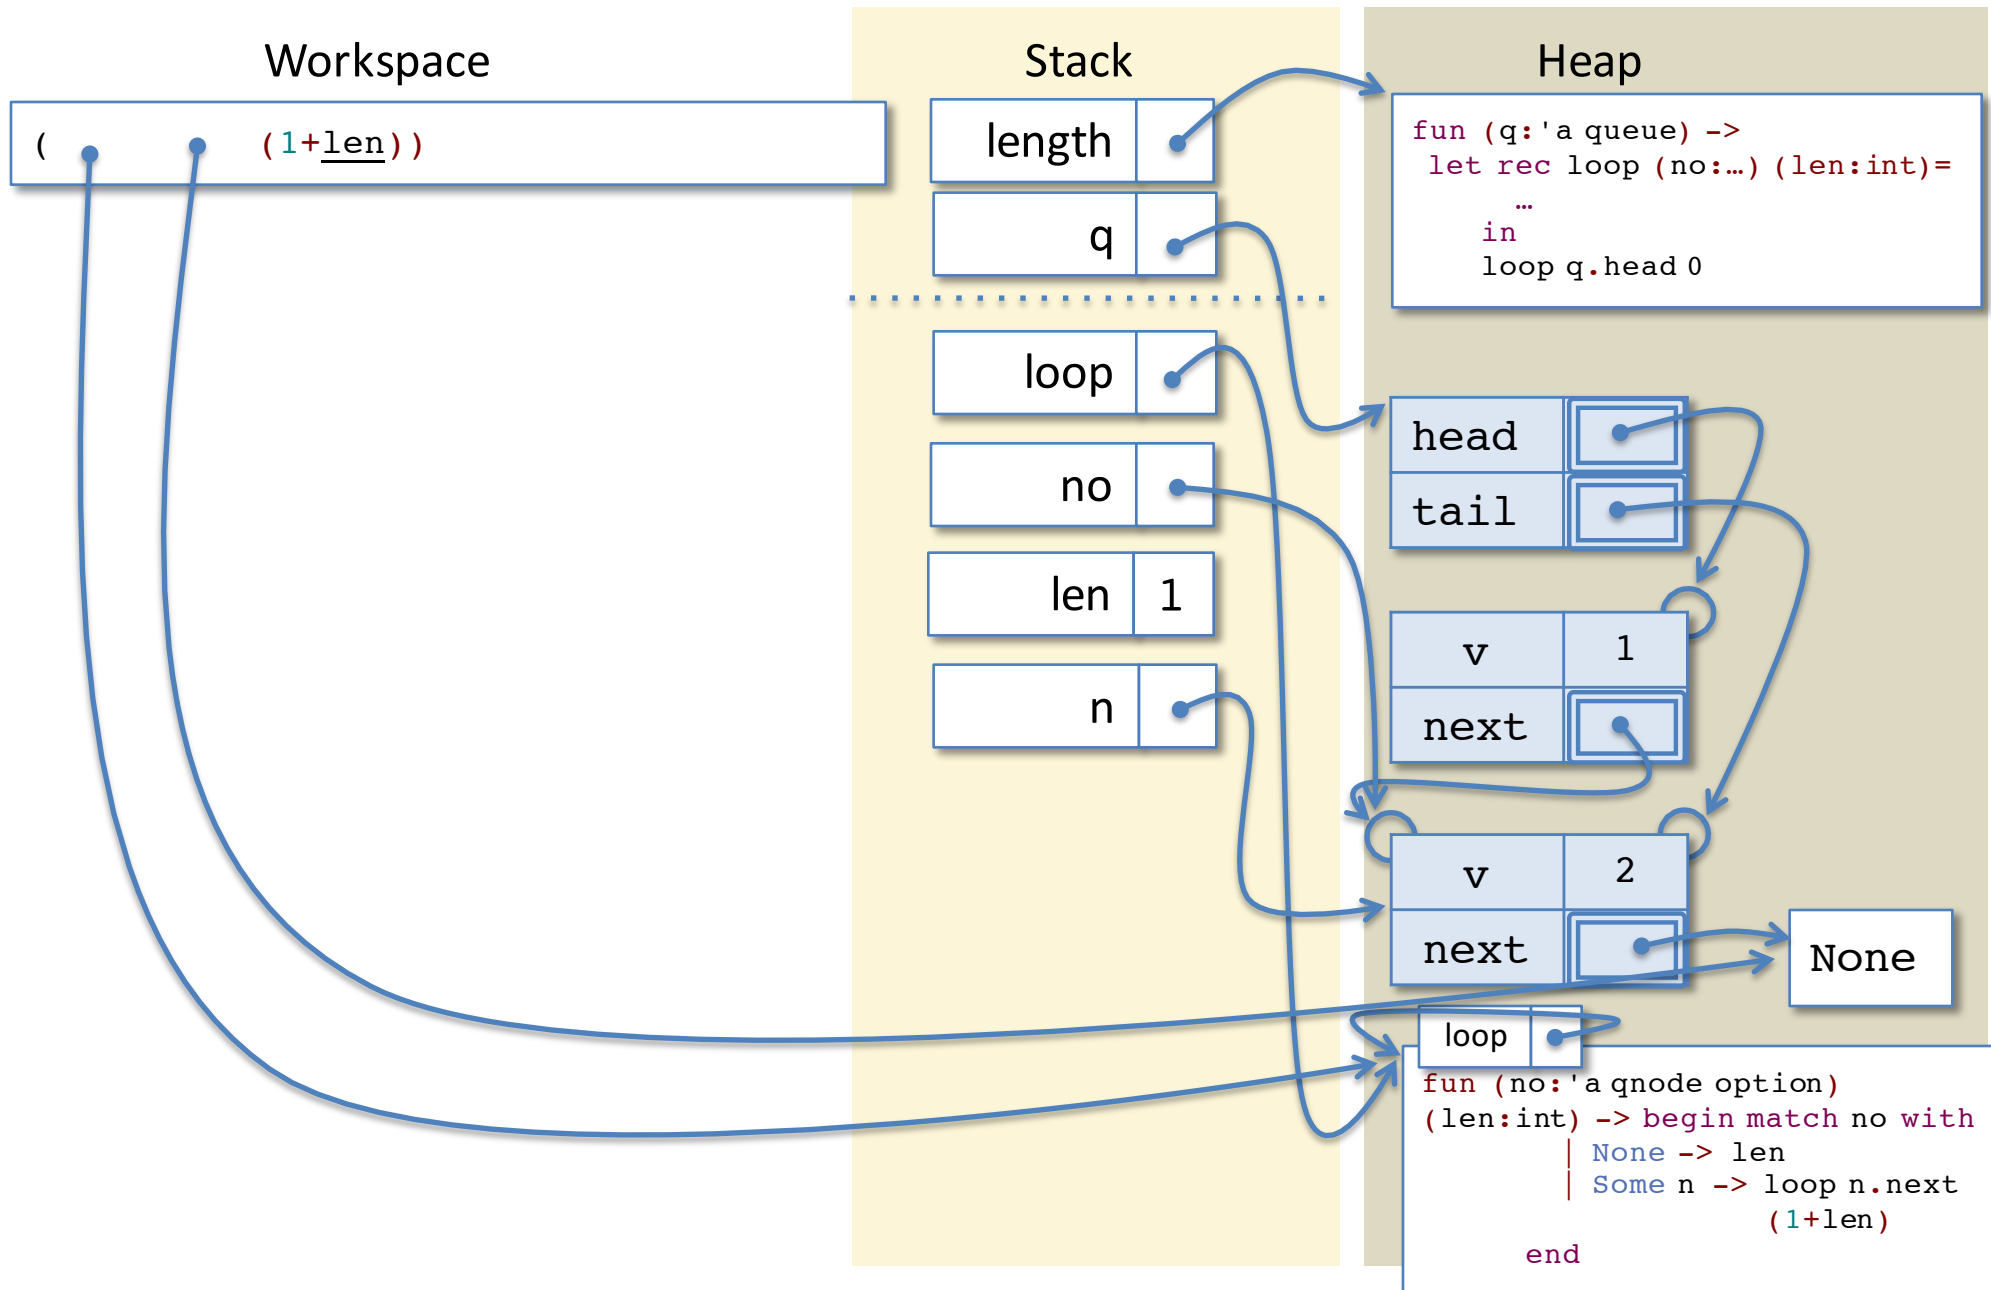 Workspace
Stack
Heap
( (1+len))
length
q
loop
no
len 1
n
fun (q:'a queue) ->
let rec loop (no:…) (len:int)=
…
in
loop q.head 0
head
tail
v 1
next
v 2
next
None
loop
fun (no:'a qnode option)
(len:int) -> begin match no with
| None -> len
| Some n -> loop n.next
(1+len)
end